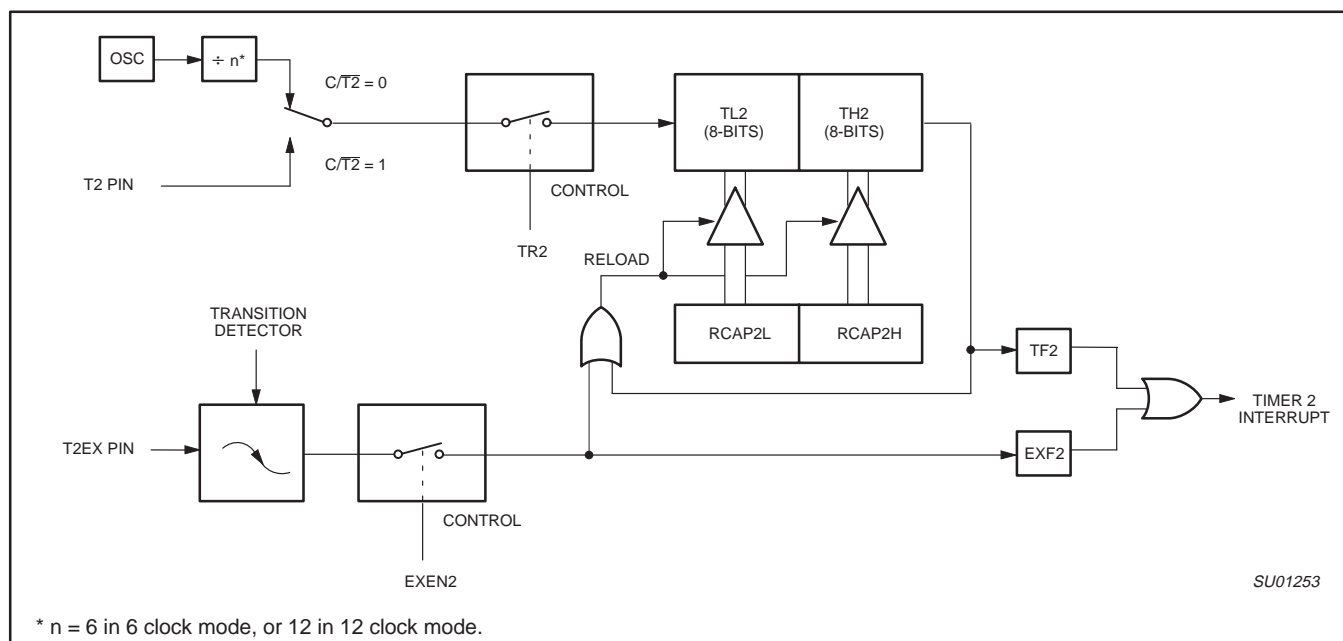 OSC
÷ n*
C/T2 = 0
C/T2 = 1
T2 PIN
CONTROL
TR2
TL2
(8-BITS)
TH2
(8-BITS)
RELOAD
RCAP2L
RCAP2H
TRANSITION
DETECTOR
T2EX PIN
CONTROL
EXEN2
TF2
EXF2
TIMER 2
INTERRUPT
SU01253
* n = 6 in 6 clock mode, or 12 in 12 clock mode.